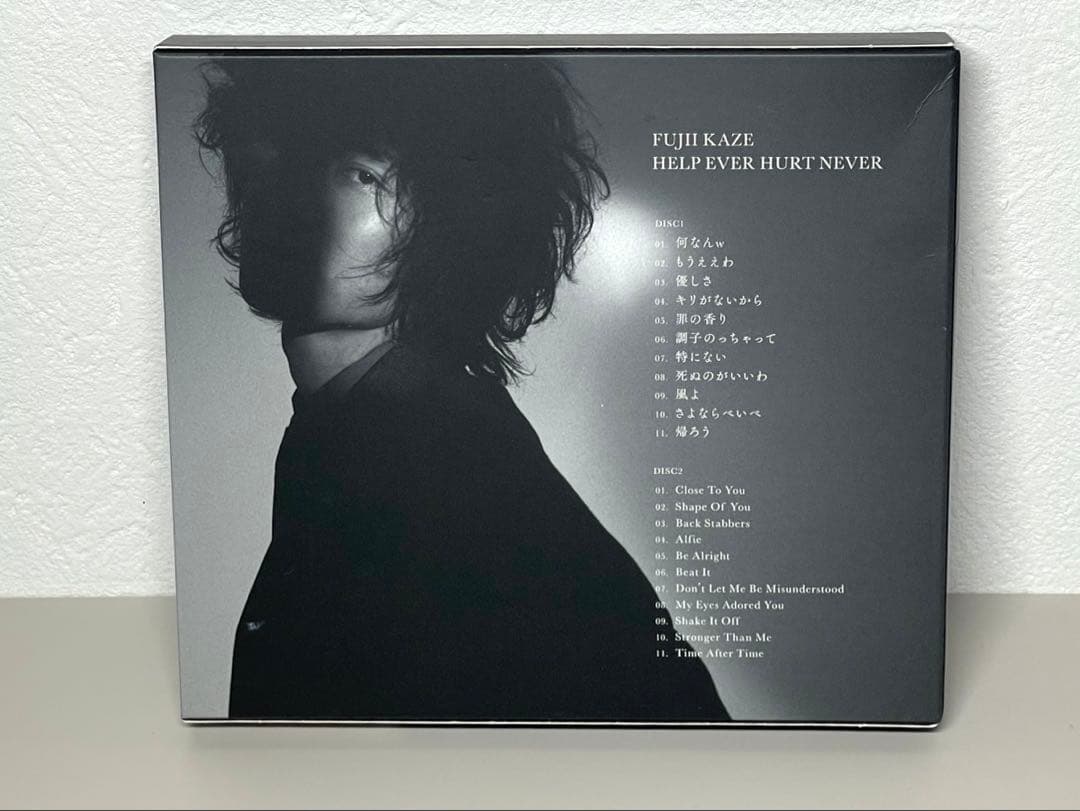 FUJII KAZE
HELP EVER HURT NEVER
DISC1
01. 何なんw
02. もうええわ
03. 優しさ
04. キリがないから
05. 罪の香り
06. 調子のっちゃって
07. 特にない
08. 死ぬのがいいわ
09. 風よ
10. さよならべいべ
11. 帰ろう
DISC2
01. Close To You
02. Shape Of You
03. Back Stabbers
04. Alfie
05. Be Alright
06. Beat It
07. Don't Let Me Be Misunderstood
08. My Eyes Adored You
09. Shake It Off
10. Stronger Than Me
11. Time After Time